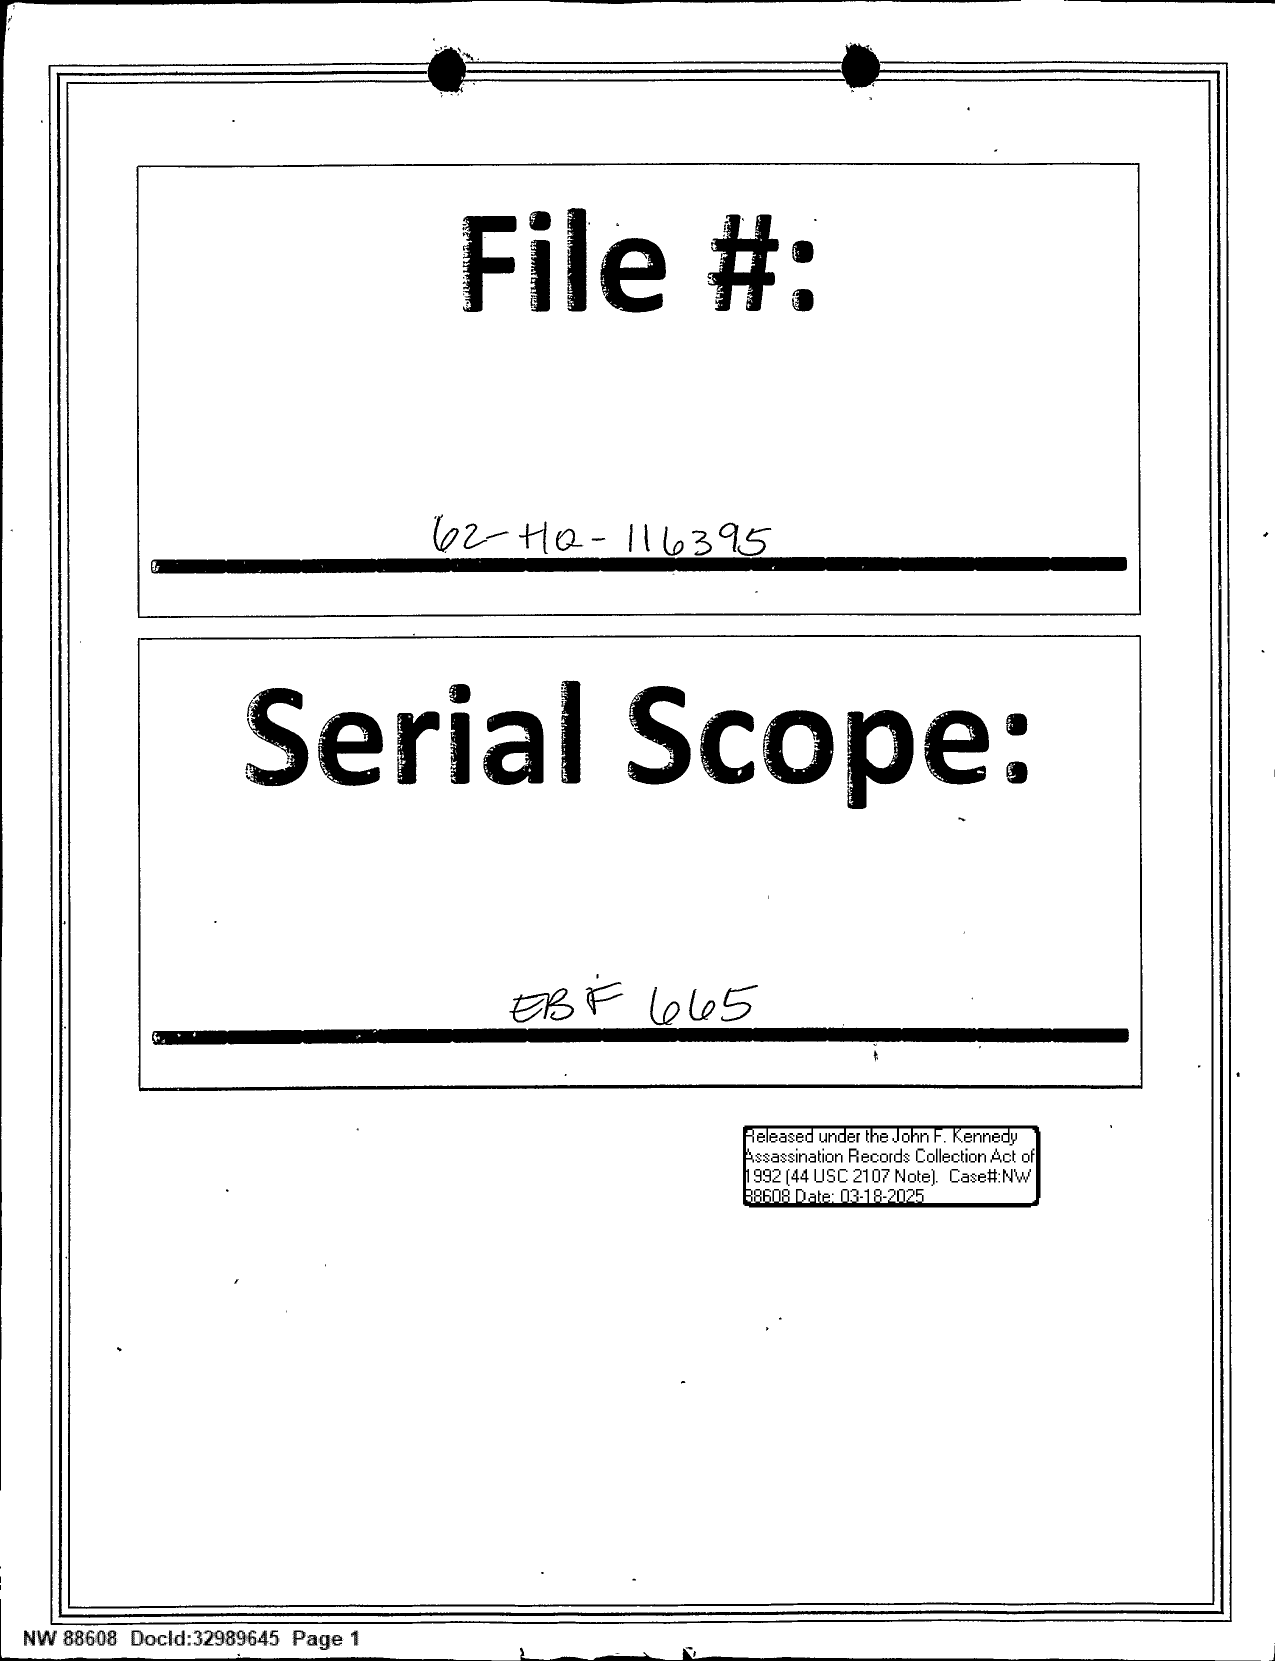 File #:
62-HQ-116395
Serial Scope:
EBF 665
Released under the John F. Kennedy
Assassination Records Collection Act of
1992 (44 USC 2107 Note). Case#:NW
88608 Date: 03-18-2025
NW 88608 DocId:32989645 Page 1